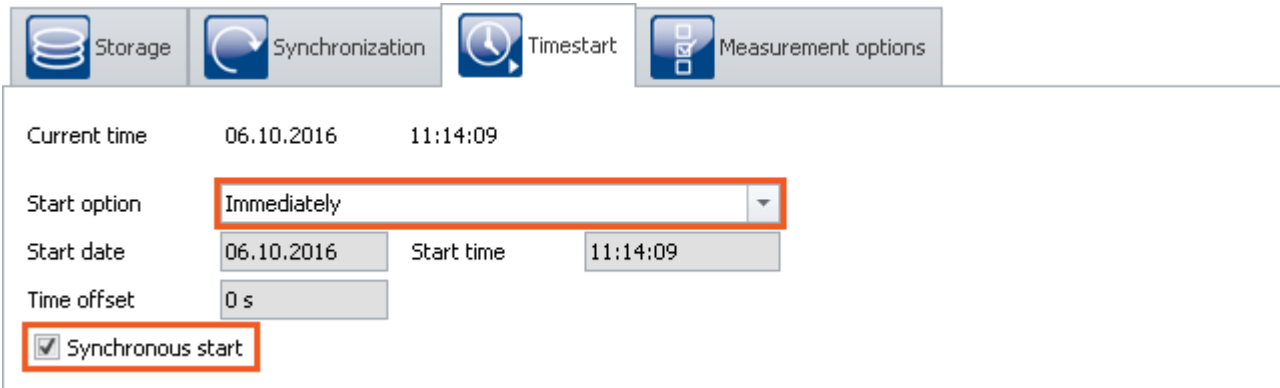 Storage Synchronization Timestart Measurement options
Current time 06.10.2016 11:14:09
Start option Immediately
Start date 06.10.2016 Start time 11:14:09
Time offset 0 s
Synchronous start